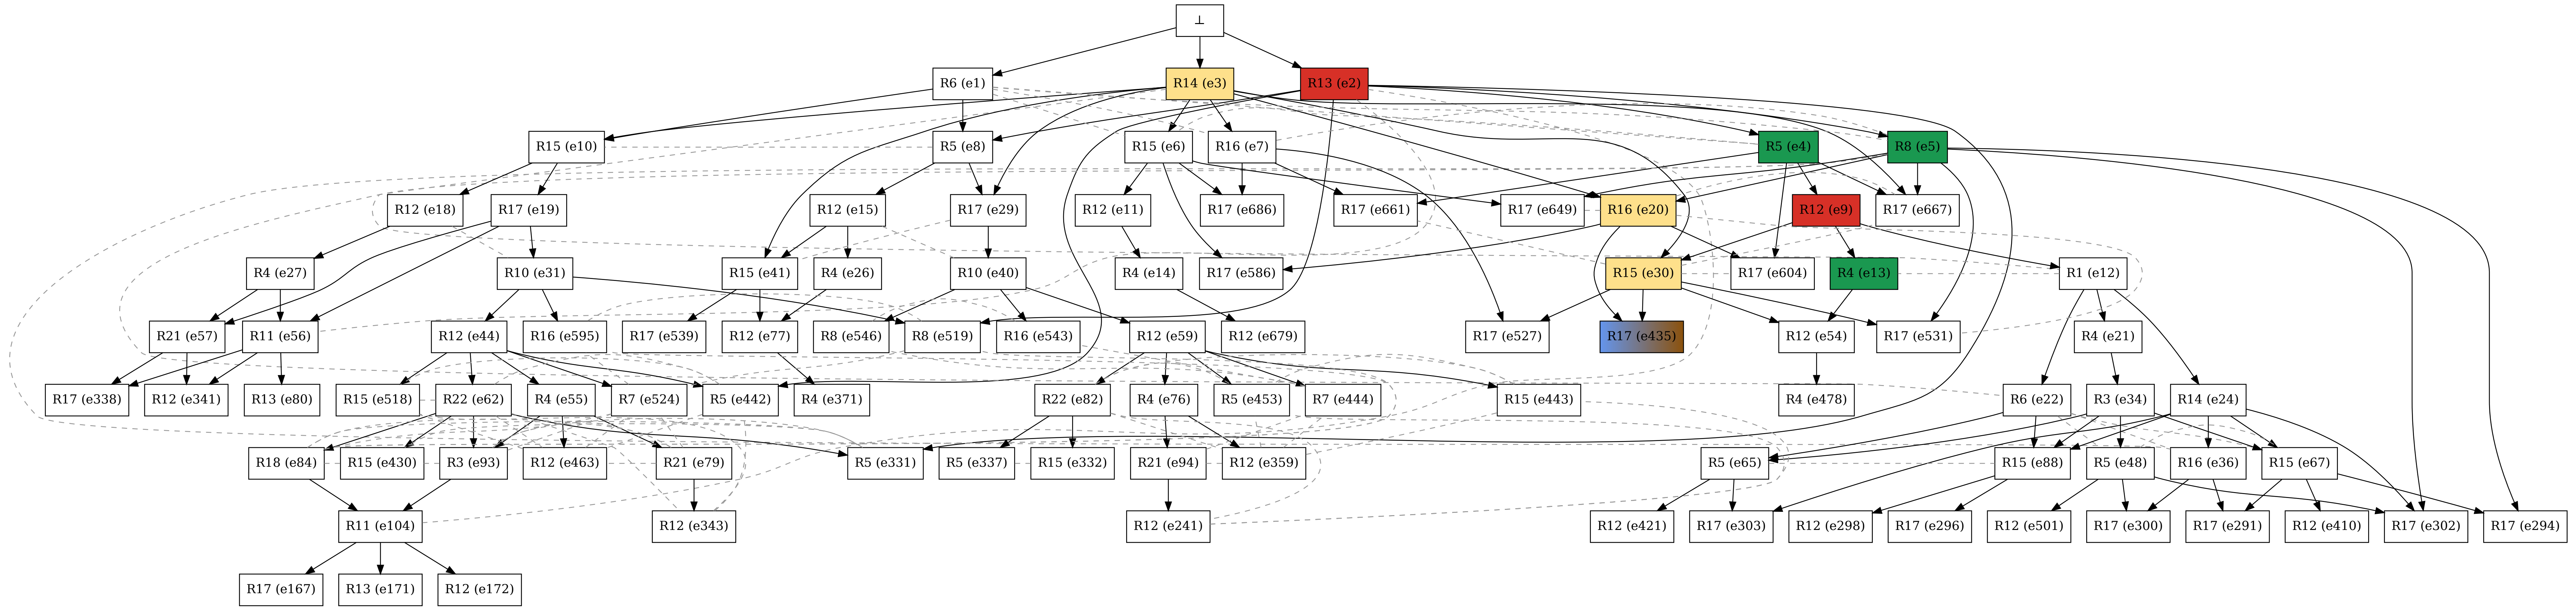 ⊥
R6 (e1) R14 (e3) R13 (e2)
R15 (e10) R5 (e8) R15 (e6) R16 (e7) R5 (e4) R8 (e5)
R12 (e18) R17 (e19) R12 (e15) R17 (e29) R12 (e11) R17 (e686) R17 (e661) R17 (e649) R16 (e20) R12 (e9) R17 (e667)
R4 (e27) R10 (e31) R15 (e41) R4 (e26) R10 (e40) R4 (e14) R17 (e586) R15 (e30) R17 (e604) R4 (e13) R1 (e12)
R21 (e57) R11 (e56) R12 (e44) R16 (e595) R17 (e539) R12 (e77) R8 (e546) R8 (e519) R16 (e543) R12 (e59) R12 (e679) R17 (e527) R17 (e435) R12 (e54) R17 (e531) R4 (e21)
R17 (e338) R12 (e341) R13 (e80) R15 (e518) R22 (e62) R4 (e55) R7 (e524) R5 (e442) R4 (e371) R22 (e82) R4 (e76) R5 (e453) R7 (e444) R15 (e443) R4 (e478) R6 (e22) R3 (e34) R14 (e24)
R18 (e84) R15 (e430) R3 (e93) R12 (e463) R21 (e79) R5 (e331) R5 (e337) R15 (e332) R21 (e94) R12 (e359) R5 (e65) R15 (e88) R5 (e48) R16 (e36) R15 (e67)
R11 (e104) R12 (e343) R12 (e241) R12 (e421) R17 (e303) R12 (e298) R17 (e296) R12 (e501) R17 (e300) R17 (e291) R12 (e410) R17 (e302) R17 (e294)
R17 (e167) R13 (e171) R12 (e172)